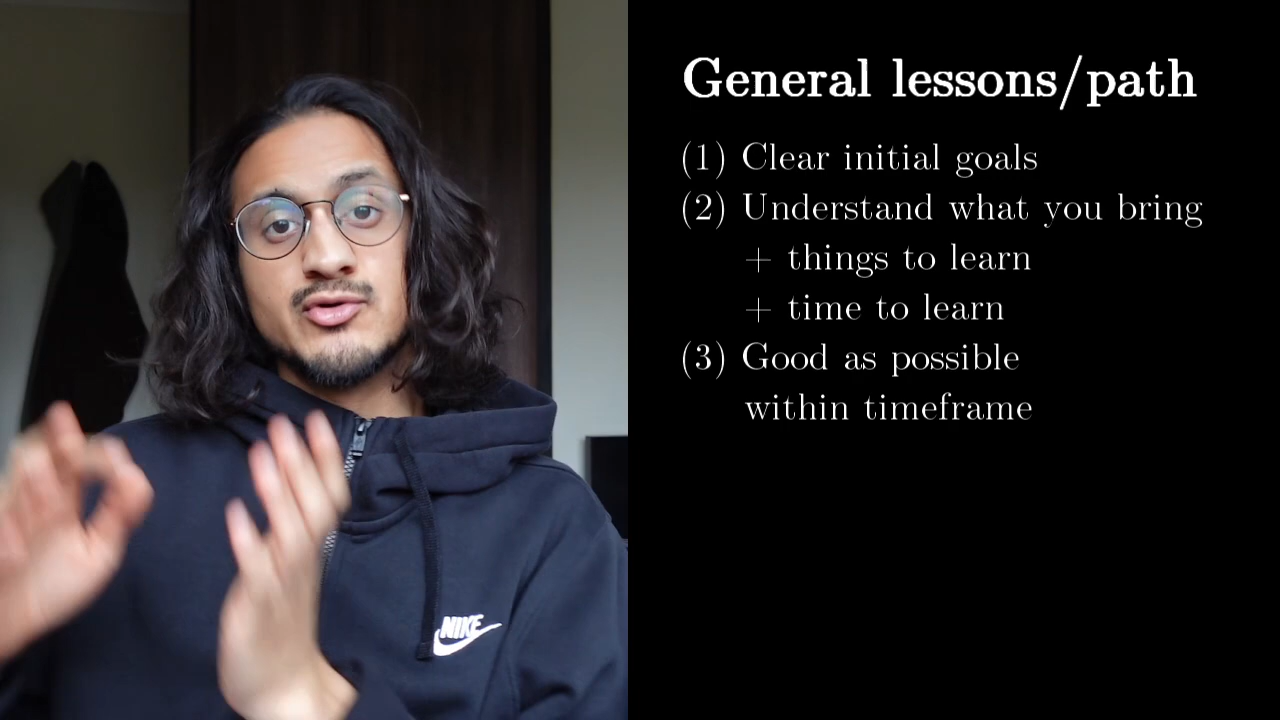 General lessons/path
(1) Clear initial goals
(2) Understand what you bring
+ things to learn
+ time to learn
(3) Good as possible
within timeframe
NIKE